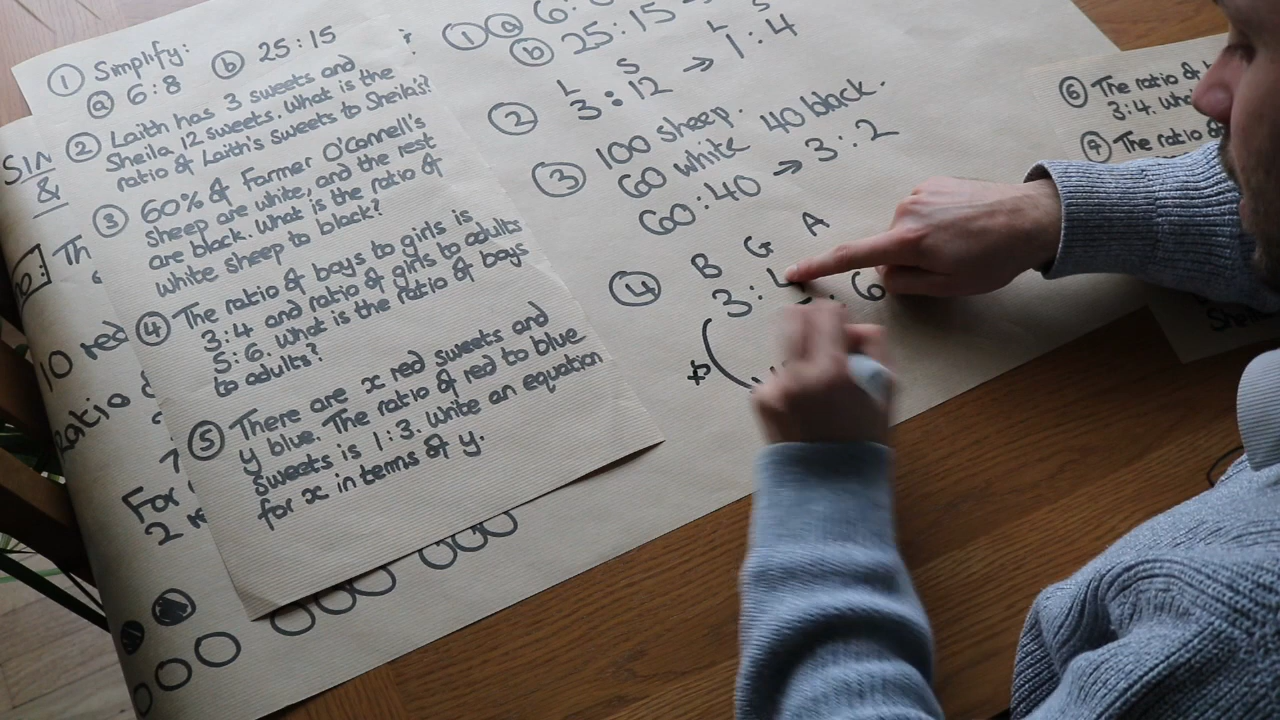 ① Simplify:
ⓐ 6:8 ⓑ 25:15
② Laith has 3 sweets and
Sheila 12 sweets. What is the
ratio of Laith's sweets to Sheila's?
③ 60% of Farmer O'Connell's
sheep are white, and the rest
are black. What is the ratio of
white sheep to black?
④ The ratio of boys to girls is
3:4 and ratio of girls to adults
5:6. What is the ratio of boys
to adults?
⑤ There are x red sweets and
y blue. The ratio of red to blue
sweets is 1:3. Write an equation
for x in terms of y.
&
Th
10 red
Ratio
For
2
① ⓐ 6:
ⓑ 25:15
L S L S
② 3:12 → 1:4
③ 100 sheep.
60 white 40 black.
60:40 → 3:2
B G A
④ 3:
: 6
×5
⑥ The ratio of
3:4. Wha
The ratio of